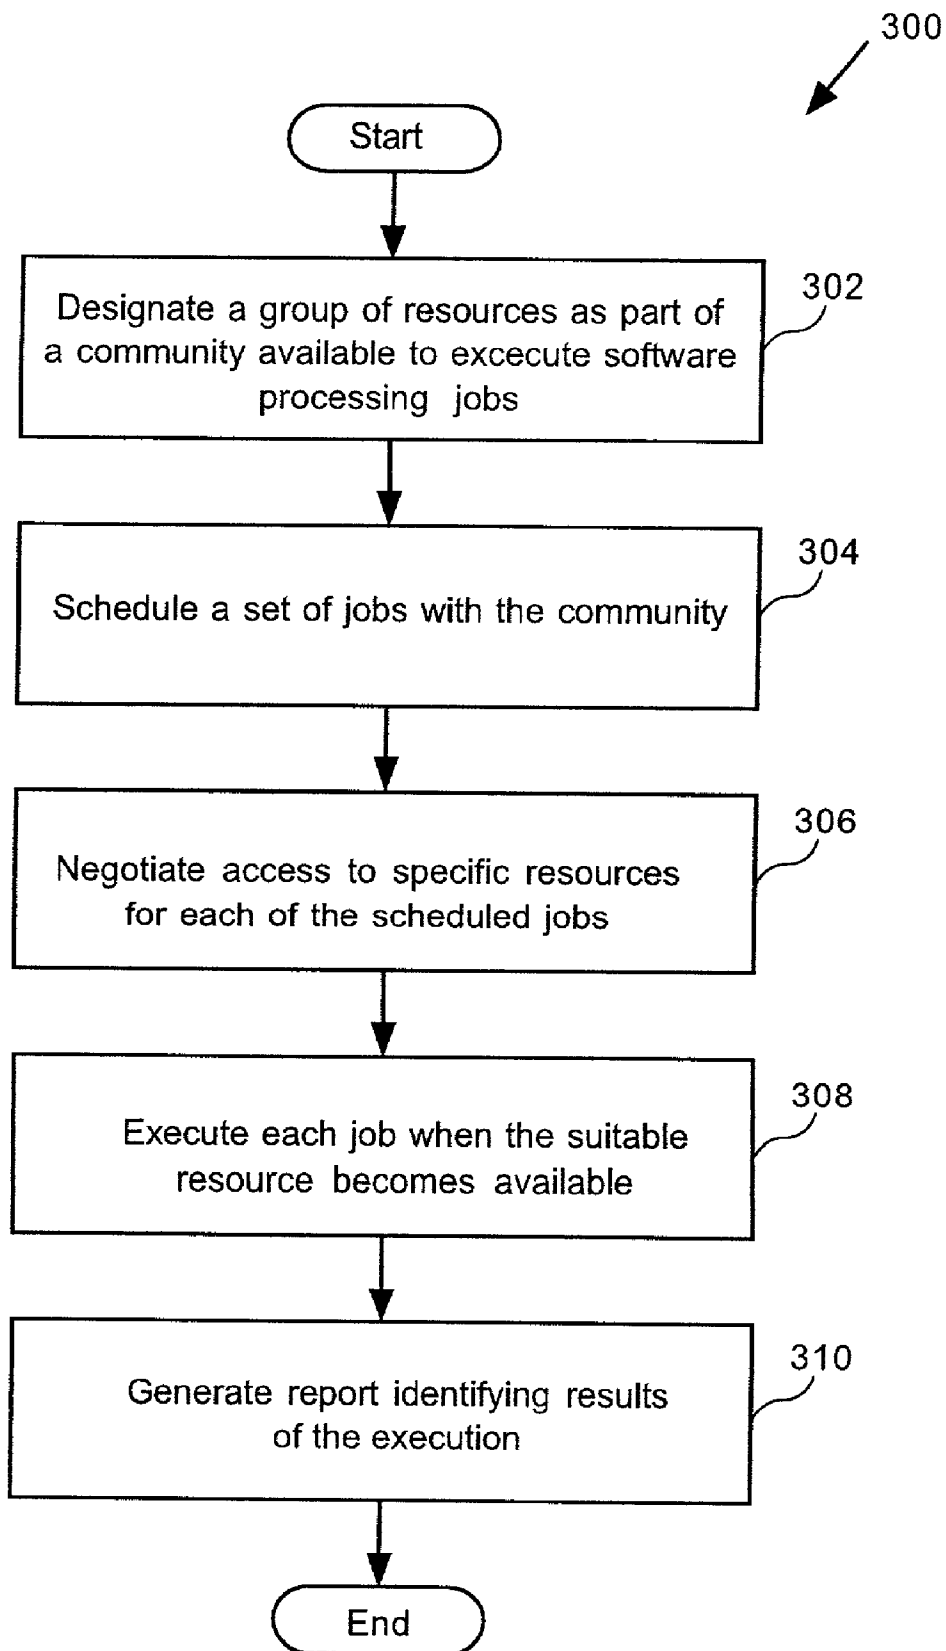 300
Start
302
Designate a group of resources as part of
a community available to excecute software
processing jobs
304
Schedule a set of jobs with the community
306
Negotiate access to specific resources
for each of the scheduled jobs
308
Execute each job when the suitable
resource becomes available
310
Generate report identifying results
of the execution
End